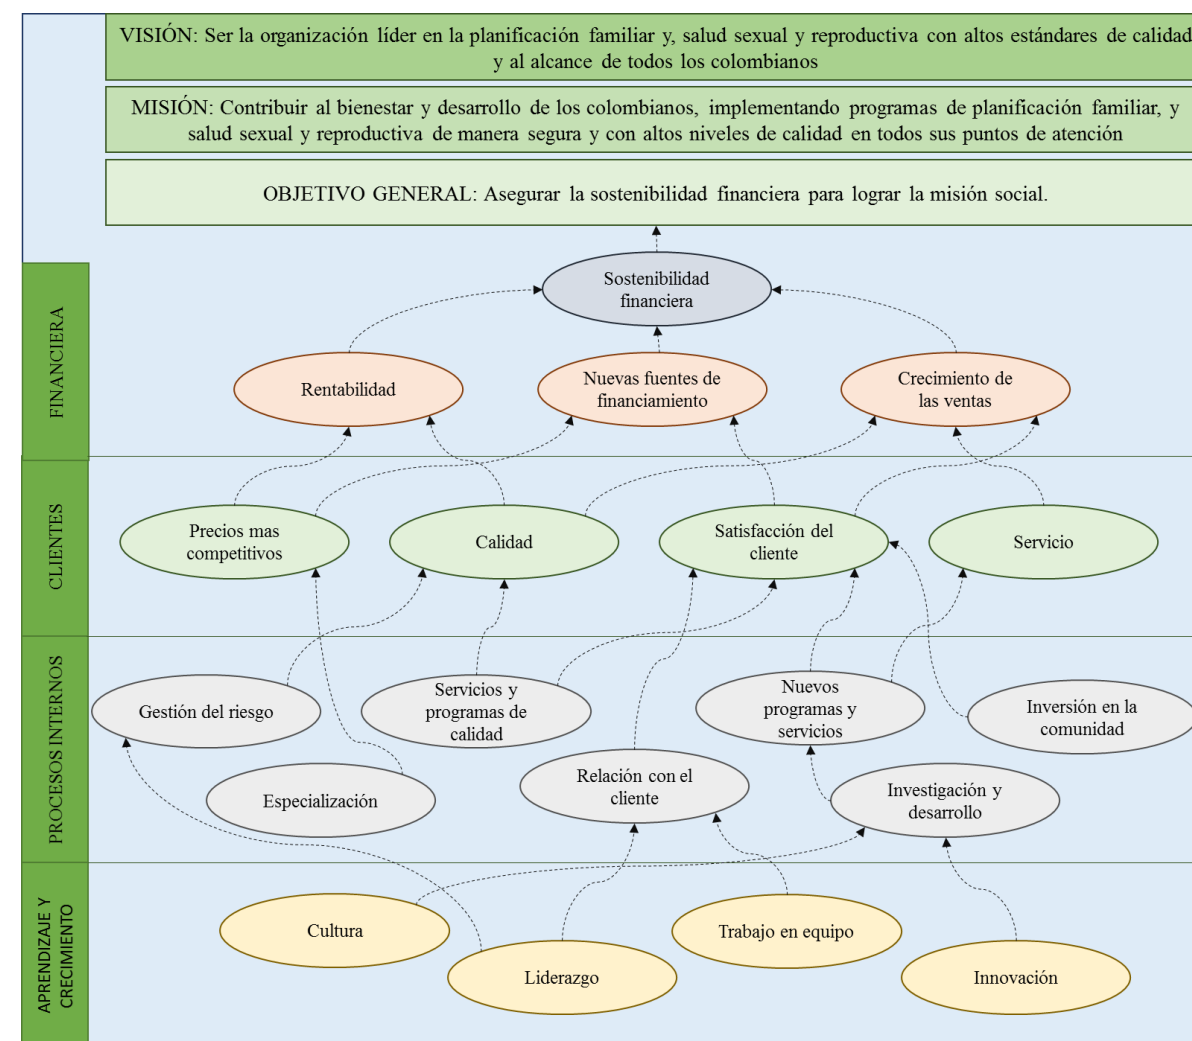 VISIÓN: Ser la organización líder en la planificación familiar y, salud sexual y reproductiva con altos estándares de calidad
y al alcance de todos los colombianos
MISIÓN: Contribuir al bienestar y desarrollo de los colombianos, implementando programas de planificación familiar, y
salud sexual y reproductiva de manera segura y con altos niveles de calidad en todos sus puntos de atención
OBJETIVO GENERAL: Asegurar la sostenibilidad financiera para lograr la misión social.
FINANCIERA
Sostenibilidad
financiera
Rentabilidad
Nuevas fuentes de
financiamiento
Crecimiento de
las ventas
CLIENTES
Precios mas
competitivos
Calidad
Satisfacción del
cliente
Servicio
PROCESOS INTERNOS
Gestión del riesgo
Servicios y
programas de
calidad
Nuevos
programas y
servicios
Inversión en la
comunidad
Especialización
Relación con el
cliente
Investigación y
desarrollo
APRENDIZAJE Y
CRECIMIENTO
Cultura
Liderazgo
Trabajo en equipo
Innovación